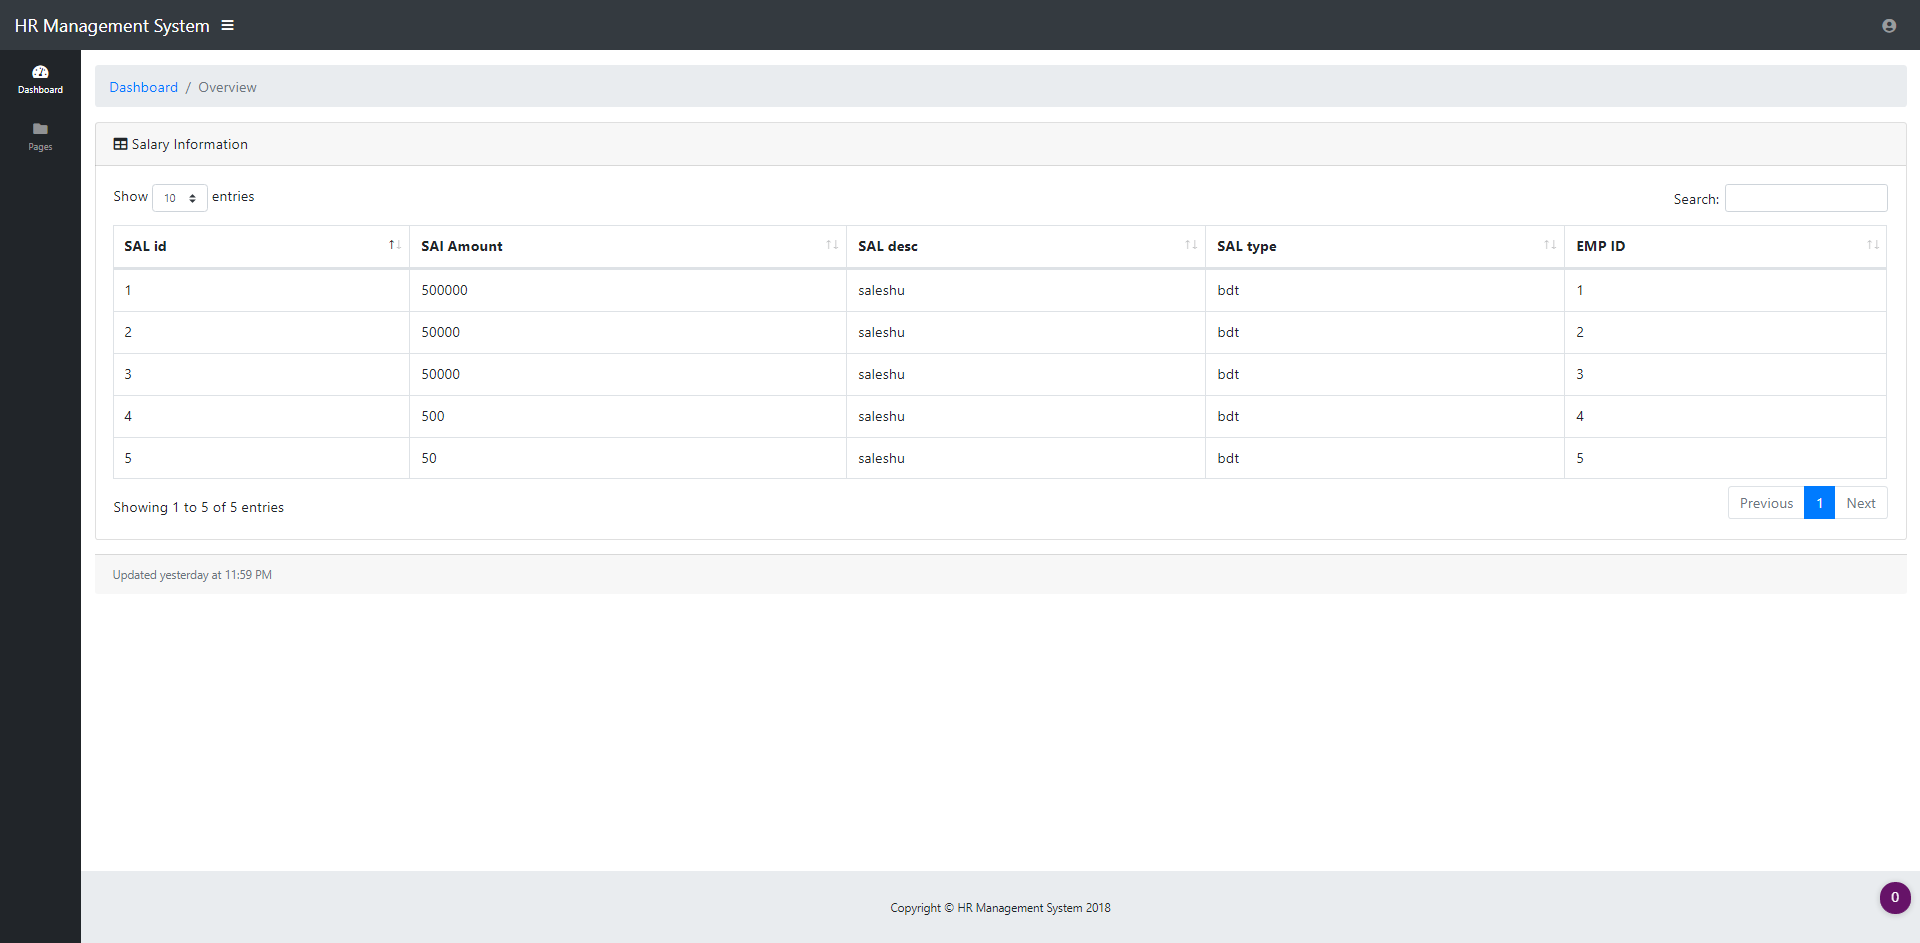 HR Management System
Dashboard
Pages
Dashboard / Overview
Salary Information
Show 10 entries
Search:
SAL id SAl Amount SAL desc SAL type EMP ID
1 500000 saleshu bdt 1
2 50000 saleshu bdt 2
3 50000 saleshu bdt 3
4 500 saleshu bdt 4
5 50 saleshu bdt 5
Showing 1 to 5 of 5 entries
Previous 1 Next
Updated yesterday at 11:59 PM
Copyright © HR Management System 2018
0